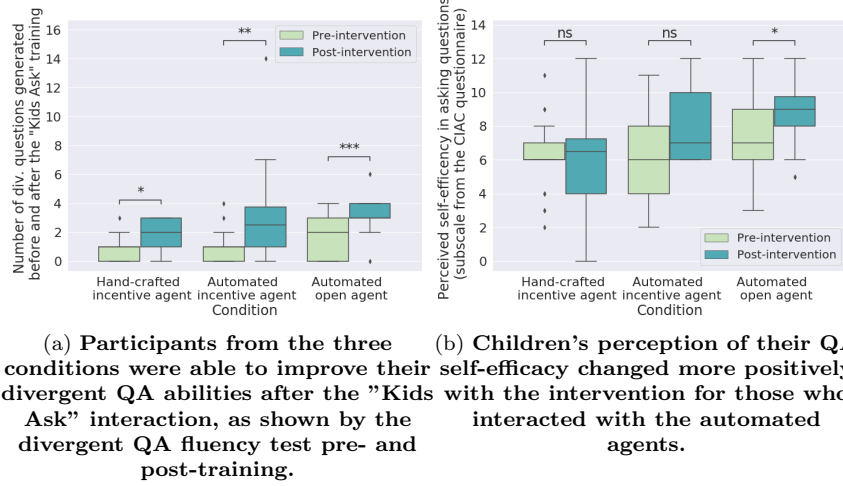 Number of div. questions generated
before and after the "Kids Ask" training
16
14
12
10
8
6
4
2
0
**
***
*
Pre-intervention
Post-intervention
Hand-crafted
incentive agent
Automated
incentive agent
Automated
open agent
Condition
Perceived self-efficency in asking questions
(subscale from the CIAC questionnaire)
14
12
10
8
6
4
2
0
ns
ns
*
Pre-intervention
Post-intervention
Hand-crafted
incentive agent
Automated
incentive agent
Automated
open agent
Condition
(a) Participants from the three
conditions were able to improve their
divergent QA abilities after the ”Kids
Ask” interaction, as shown by the
divergent QA fluency test pre- and
post-training.
(b) Children’s perception of their QA
self-efficacy changed more positively
with the intervention for those who
interacted with the automated
agents.